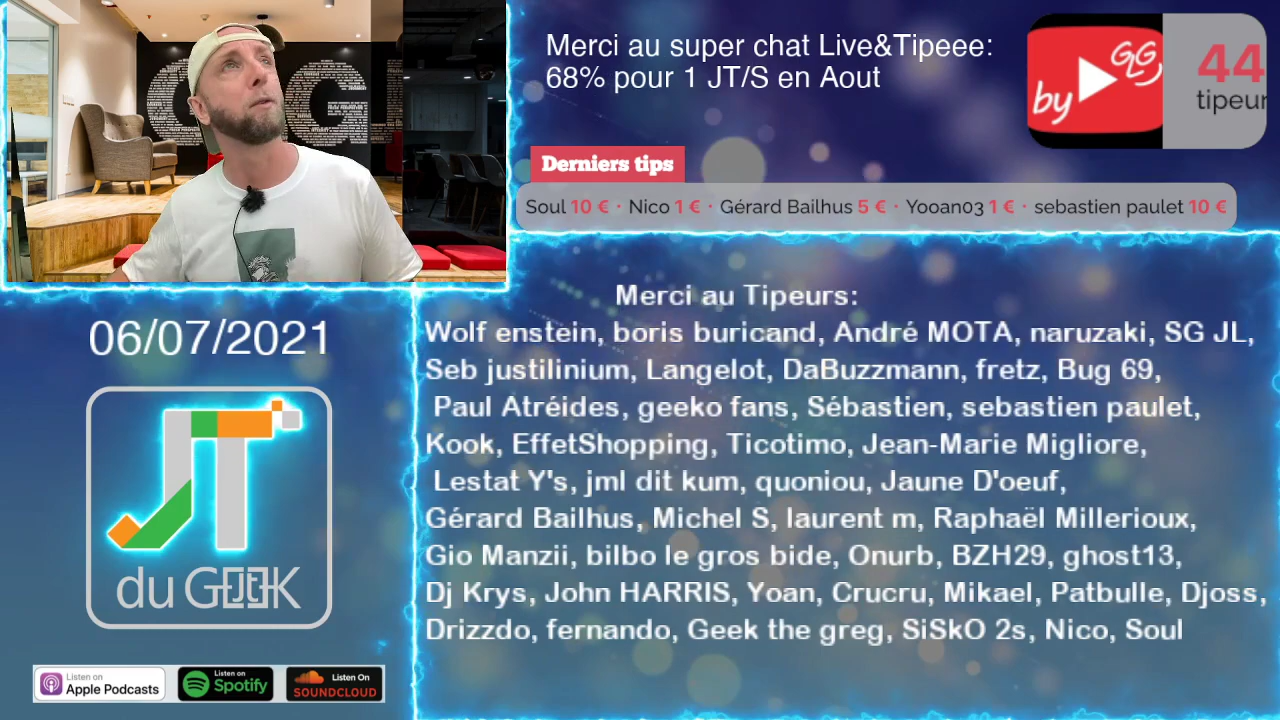 Merci au super chat Live&Tipeee:
68% pour 1 JT/S en Aout
by GLG
44
tipeur
Derniers tips
Soul 10 € · Nico 1 € · Gérard Bailhus 5 € · Yooan03 1 € · sebastien paulet 10 €
06/07/2021
JT
du GEEK
Listen on
Apple Podcasts
Listen on
Spotify
Listen On
SOUNDCLOUD
Merci au Tipeurs:
Wolf enstein, boris buricand, André MOTA, naruzaki, SG JL,
Seb justilinium, Langelot, DaBuzzmann, fretz, Bug 69,
Paul Atréides, geeko fans, Sébastien, sebastien paulet,
Kook, EffetShopping, Ticotimo, Jean-Marie Migliore,
Lestat Y's, jml dit kum, quoniou, Jaune D'oeuf,
Gérard Bailhus, Michel S, laurent m, Raphaël Millerioux,
Gio Manzii, bilbo le gros bide, Onurb, BZH29, ghost13,
Dj Krys, John HARRIS, Yoan, Crucru, Mikael, Patbulle, Djoss,
Drizzdo, fernando, Geek the greg, SiSkO 2s, Nico, Soul